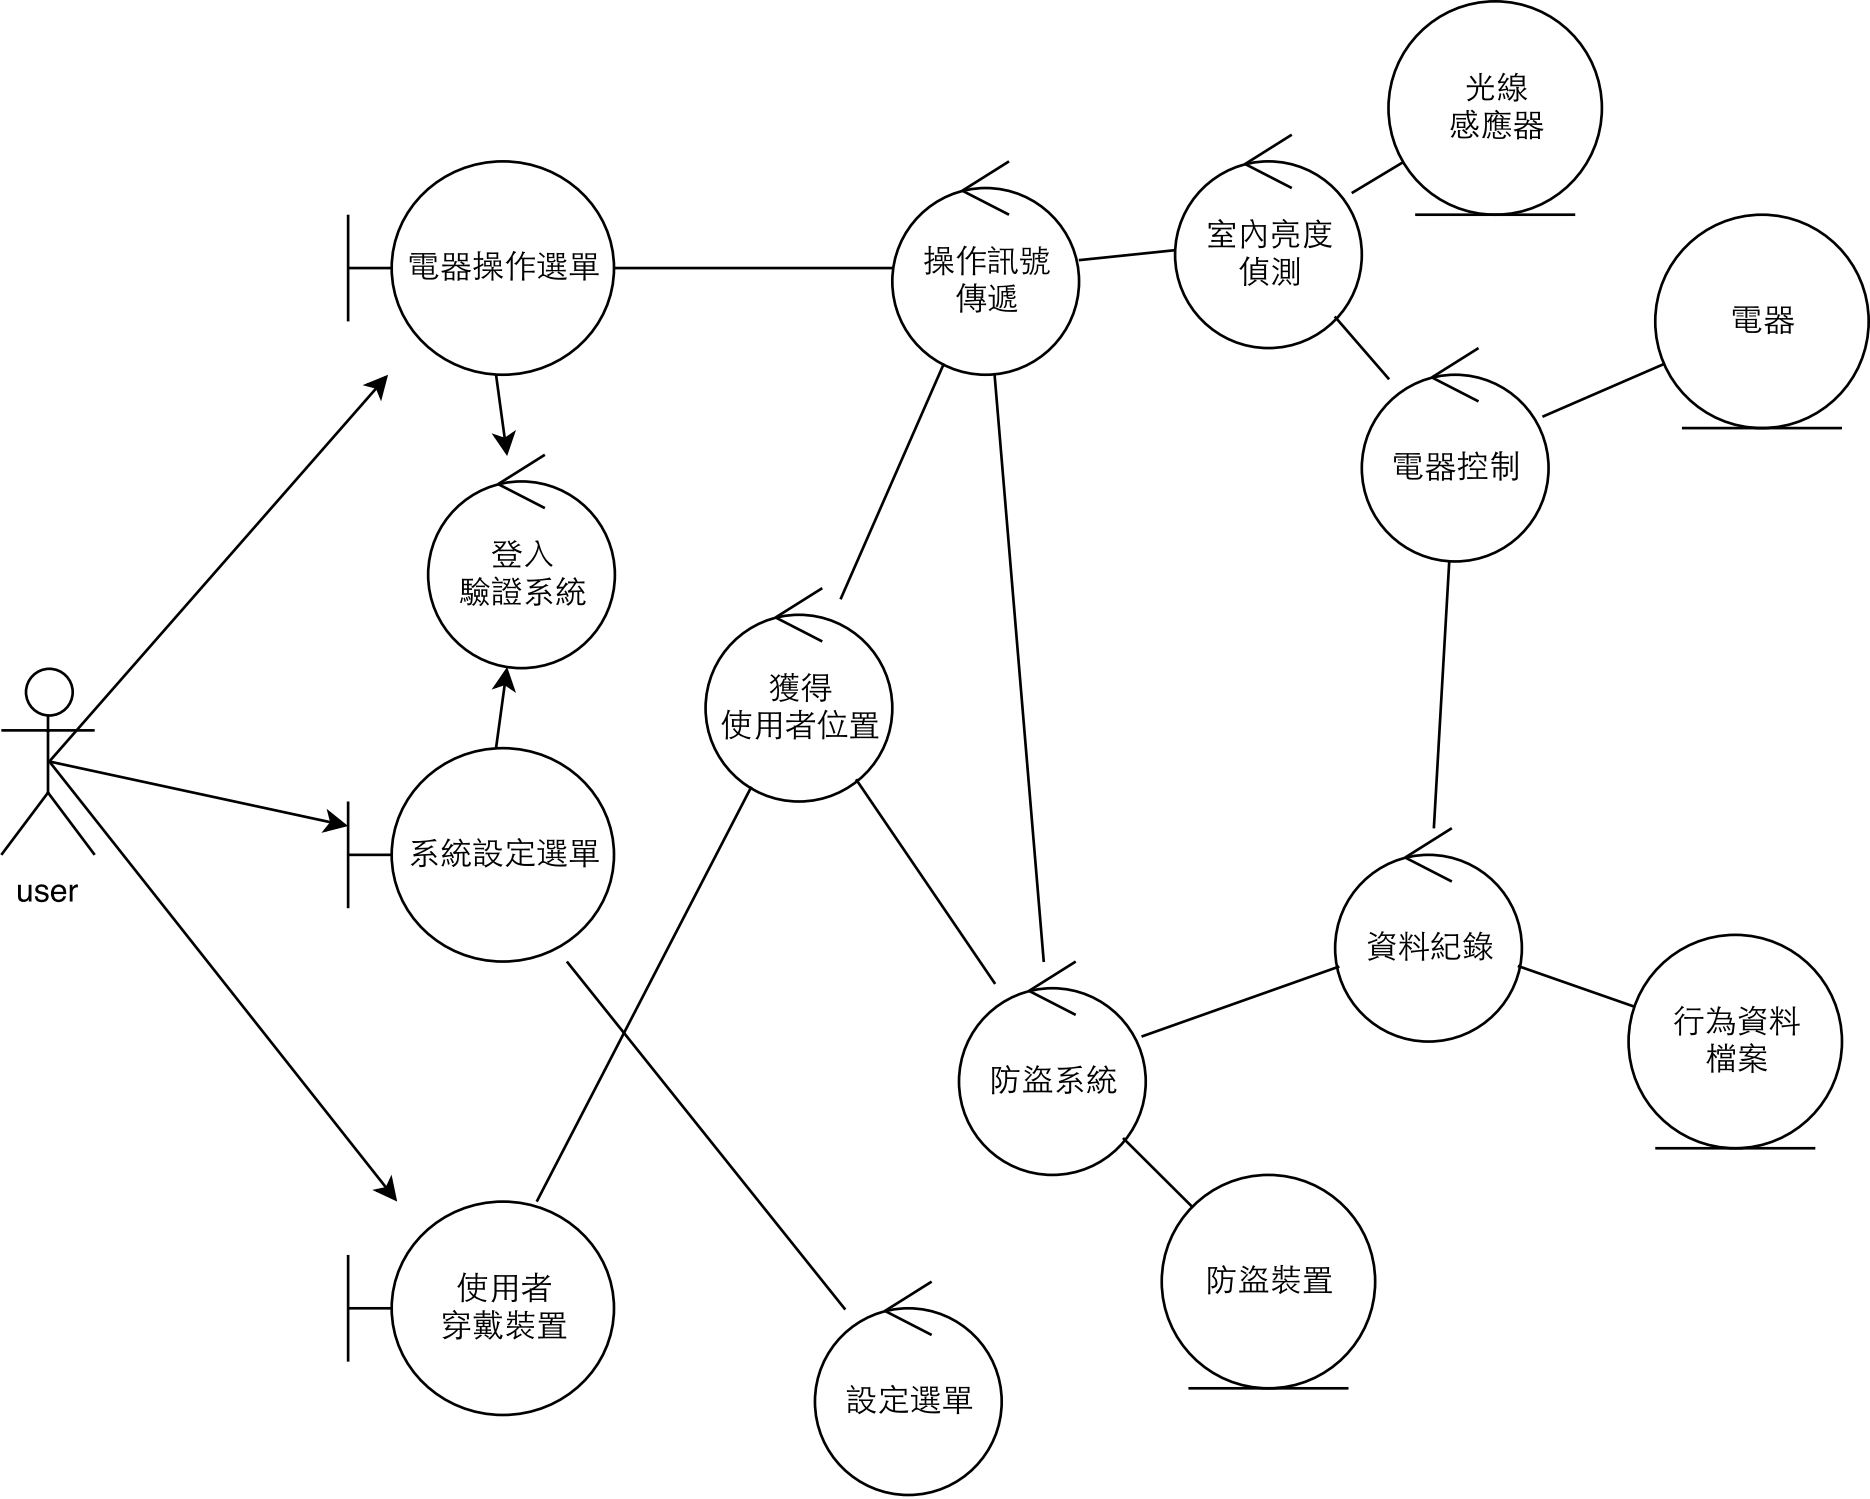 光線
感應器
電器操作選單
操作訊號
傳遞
室內亮度
偵測
電器
電器控制
登入
驗證系統
獲得
使用者位置
user
系統設定選單
資料紀錄
行為資料
檔案
防盜系統
使用者
穿戴裝置
防盜裝置
設定選單